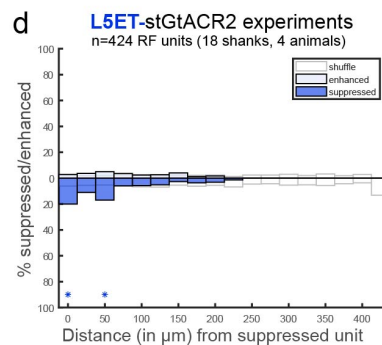 d
L5ET-stGtACR2 experiments
n=424 RF units (18 shanks, 4 animals)
shuffle
enhanced
suppressed
% suppressed/enhanced
100
80
60
40
20
0
20
40
60
80
100
* *
0 50 100 150 200 250 300 350 400
Distance (in µm) from suppressed unit